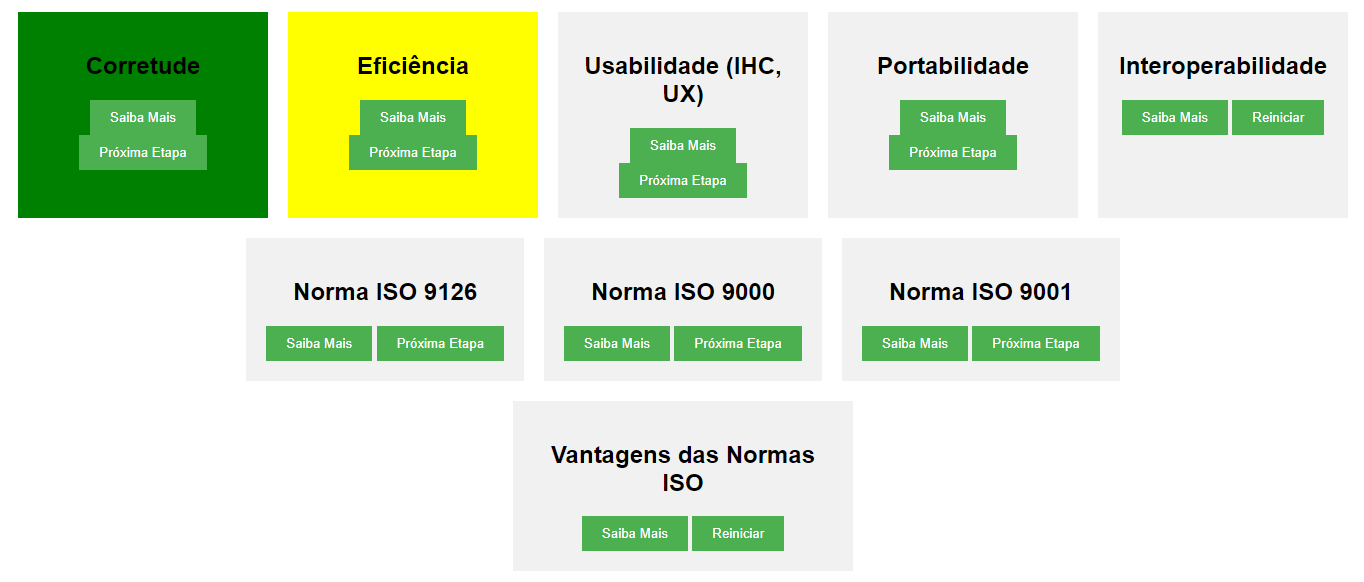 Corretude
Saiba Mais
Próxima Etapa
Eficiência
Saiba Mais
Próxima Etapa
Usabilidade (IHC,
UX)
Saiba Mais
Próxima Etapa
Portabilidade
Saiba Mais
Próxima Etapa
Interoperabilidade
Saiba Mais Reiniciar
Norma ISO 9126
Saiba Mais Próxima Etapa
Norma ISO 9000
Saiba Mais Próxima Etapa
Norma ISO 9001
Saiba Mais Próxima Etapa
Vantagens das Normas
ISO
Saiba Mais Reiniciar